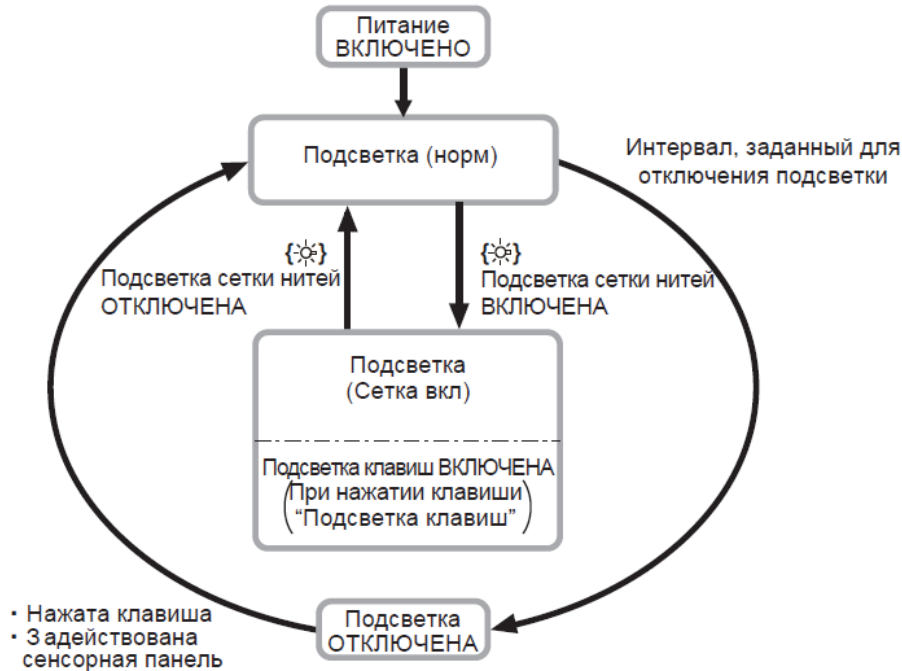 Питание
ВКЛЮЧЕНО
Подсветка (норм)
Интервал, заданный для
отключения подсветки
{☼}
Подсветка сетки нитей
ОТКЛЮЧЕНА
{☼}
Подсветка сетки нитей
ВКЛЮЧЕНА
Подсветка
(Сетка вкл)
Подсветка клавиш ВКЛЮЧЕНА
(При нажатии клавиши
“Подсветка клавиш”)
Подсветка
ОТКЛЮЧЕНА
· Нажата клавиша
· Задействована
сенсорная панель